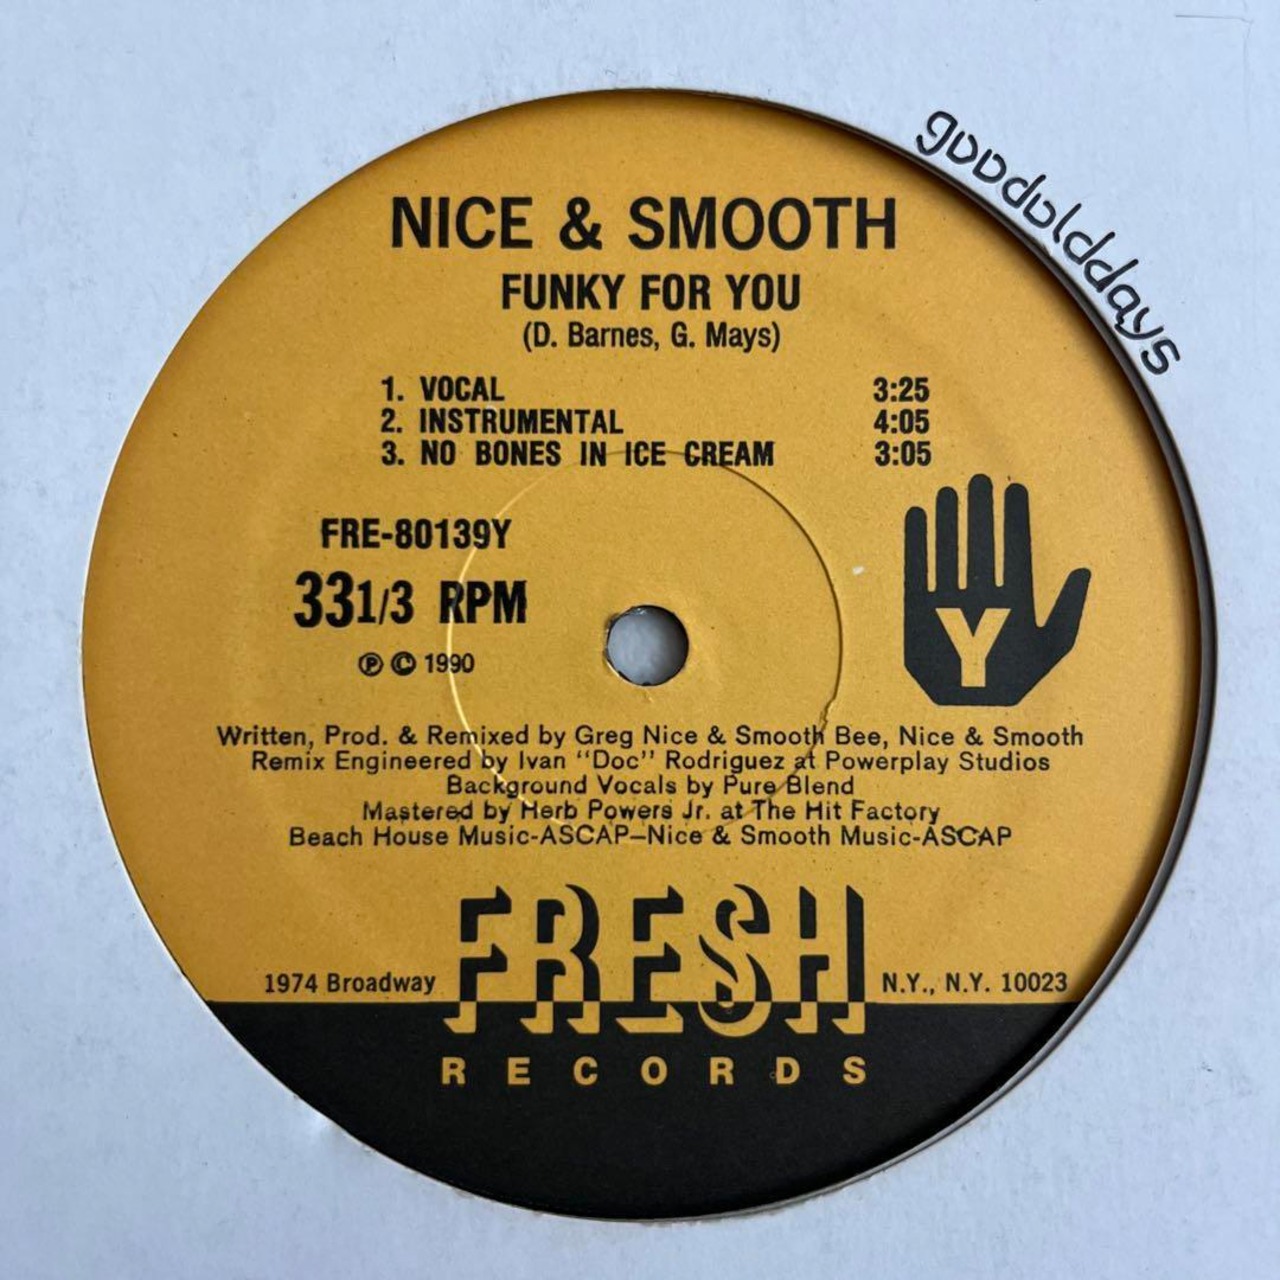 goodolddays
NICE & SMOOTH
FUNKY FOR YOU
(D. Barnes, G. Mays)
1. VOCAL 3:25
2. INSTRUMENTAL 4:05
3. NO BONES IN ICE CREAM 3:05
FRE-80139Y
33 1/3 RPM
Ⓟ © 1990
Y
Written, Prod. & Remixed by Greg Nice & Smooth Bee, Nice & Smooth
Remix Engineered by Ivan "Doc" Rodriguez at Powerplay Studios
Background Vocals by Pure Blend
Mastered by Herb Powers Jr. at The Hit Factory
Beach House Music-ASCAP–Nice & Smooth Music-ASCAP
1974 Broadway FRESH N.Y., N.Y. 10023
RECORDS